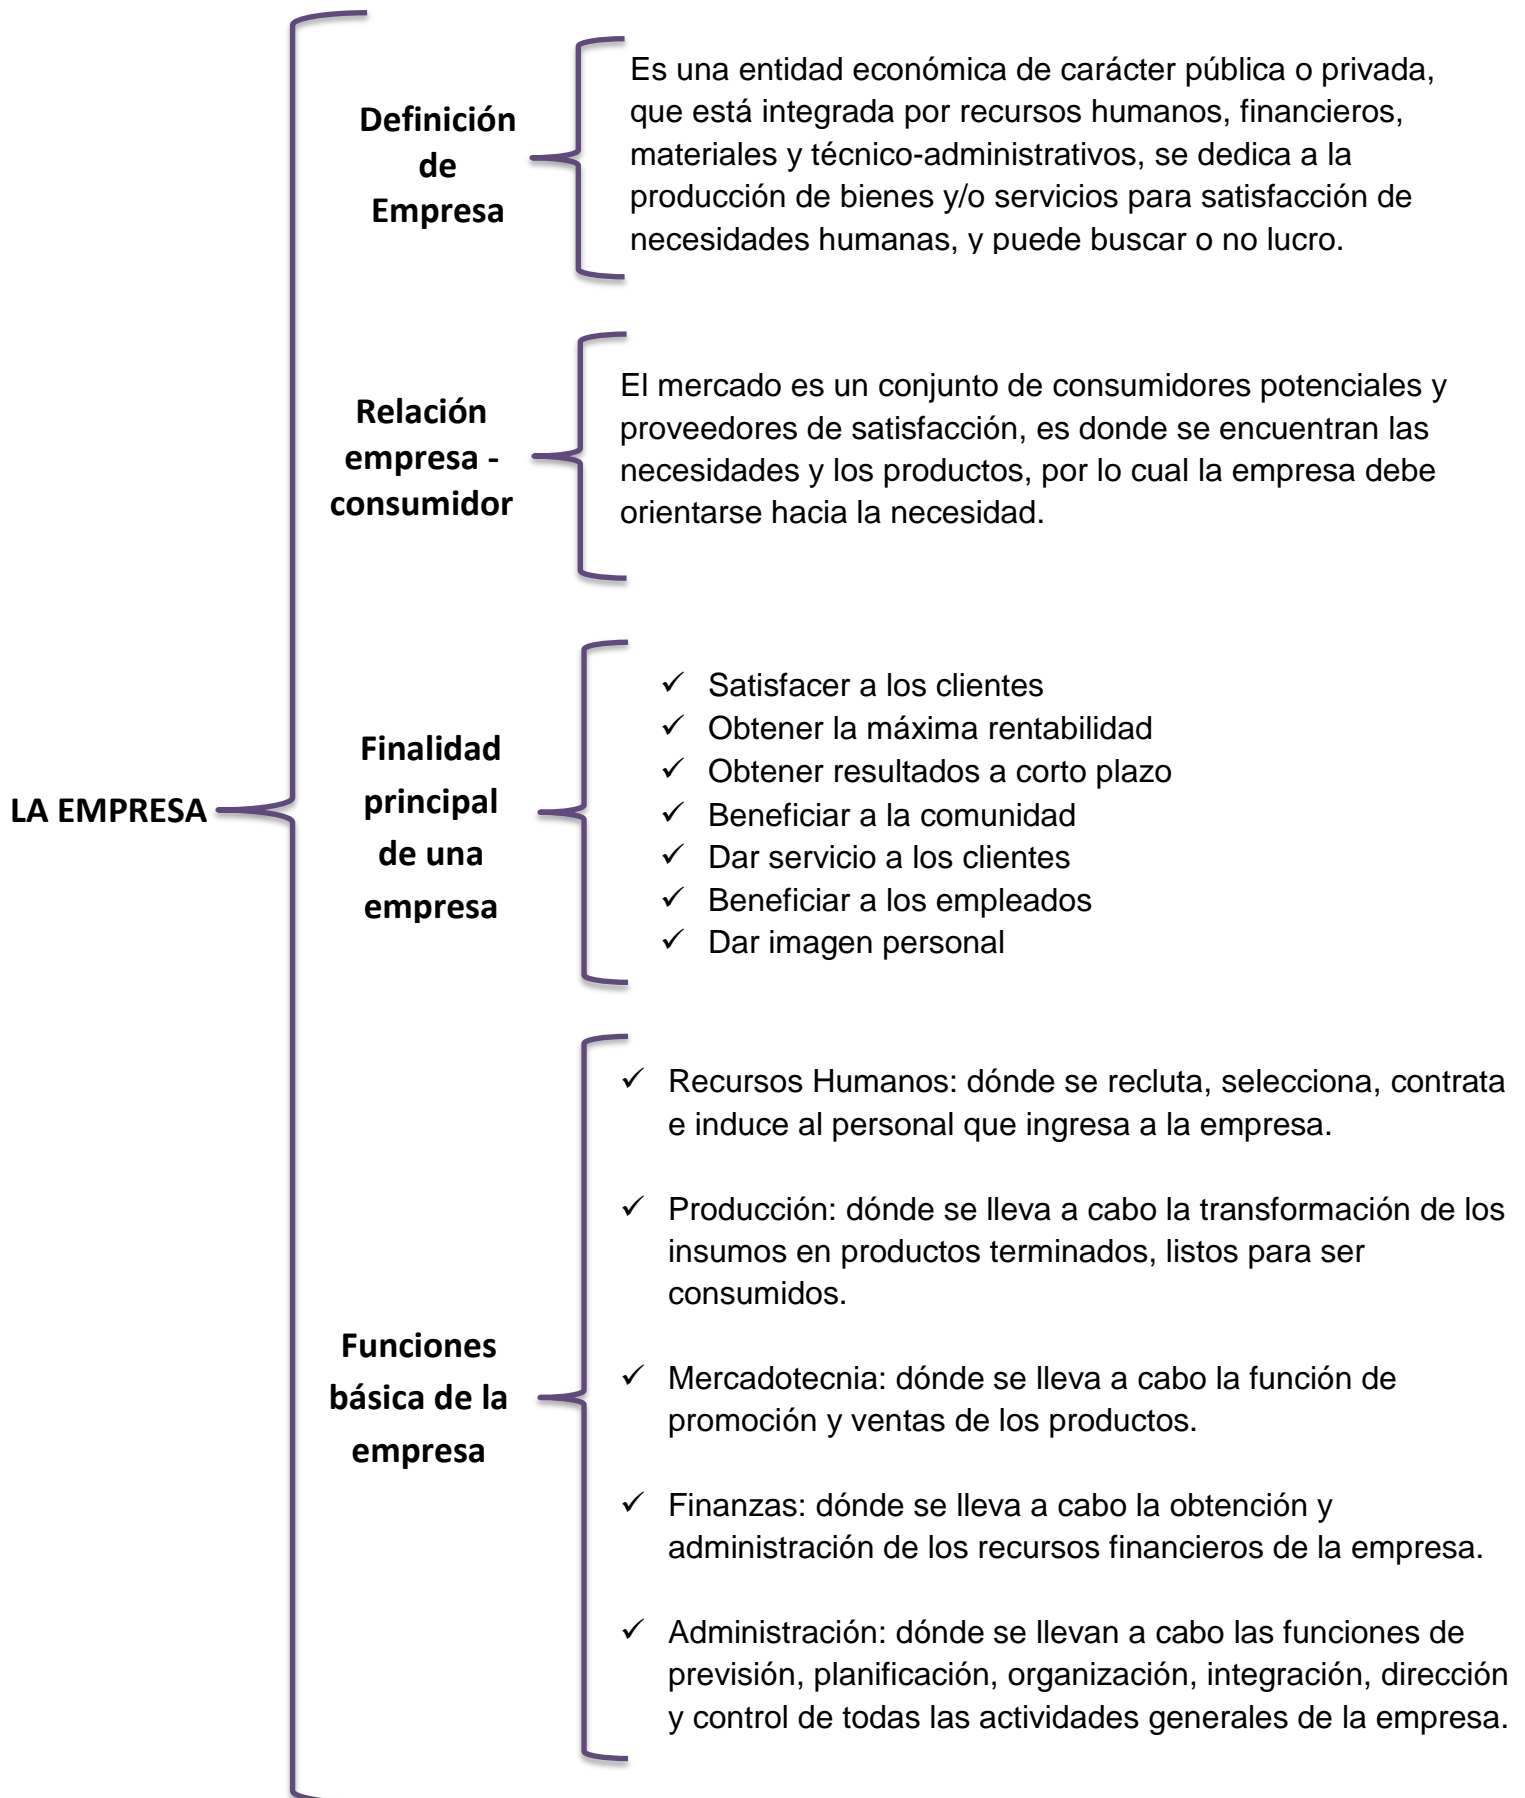 LA EMPRESA
Definición
de
Empresa
Es una entidad económica de carácter pública o privada,
que está integrada por recursos humanos, financieros,
materiales y técnico-administrativos, se dedica a la
producción de bienes y/o servicios para satisfacción de
necesidades humanas, y puede buscar o no lucro.
Relación
empresa -
consumidor
El mercado es un conjunto de consumidores potenciales y
proveedores de satisfacción, es donde se encuentran las
necesidades y los productos, por lo cual la empresa debe
orientarse hacia la necesidad.
Finalidad
principal
de una
empresa
✓ Satisfacer a los clientes
✓ Obtener la máxima rentabilidad
✓ Obtener resultados a corto plazo
✓ Beneficiar a la comunidad
✓ Dar servicio a los clientes
✓ Beneficiar a los empleados
✓ Dar imagen personal
Funciones
básica de la
empresa
✓ Recursos Humanos: dónde se recluta, selecciona, contrata
e induce al personal que ingresa a la empresa.
✓ Producción: dónde se lleva a cabo la transformación de los
insumos en productos terminados, listos para ser
consumidos.
✓ Mercadotecnia: dónde se lleva a cabo la función de
promoción y ventas de los productos.
✓ Finanzas: dónde se lleva a cabo la obtención y
administración de los recursos financieros de la empresa.
✓ Administración: dónde se llevan a cabo las funciones de
previsión, planificación, organización, integración, dirección
y control de todas las actividades generales de la empresa.